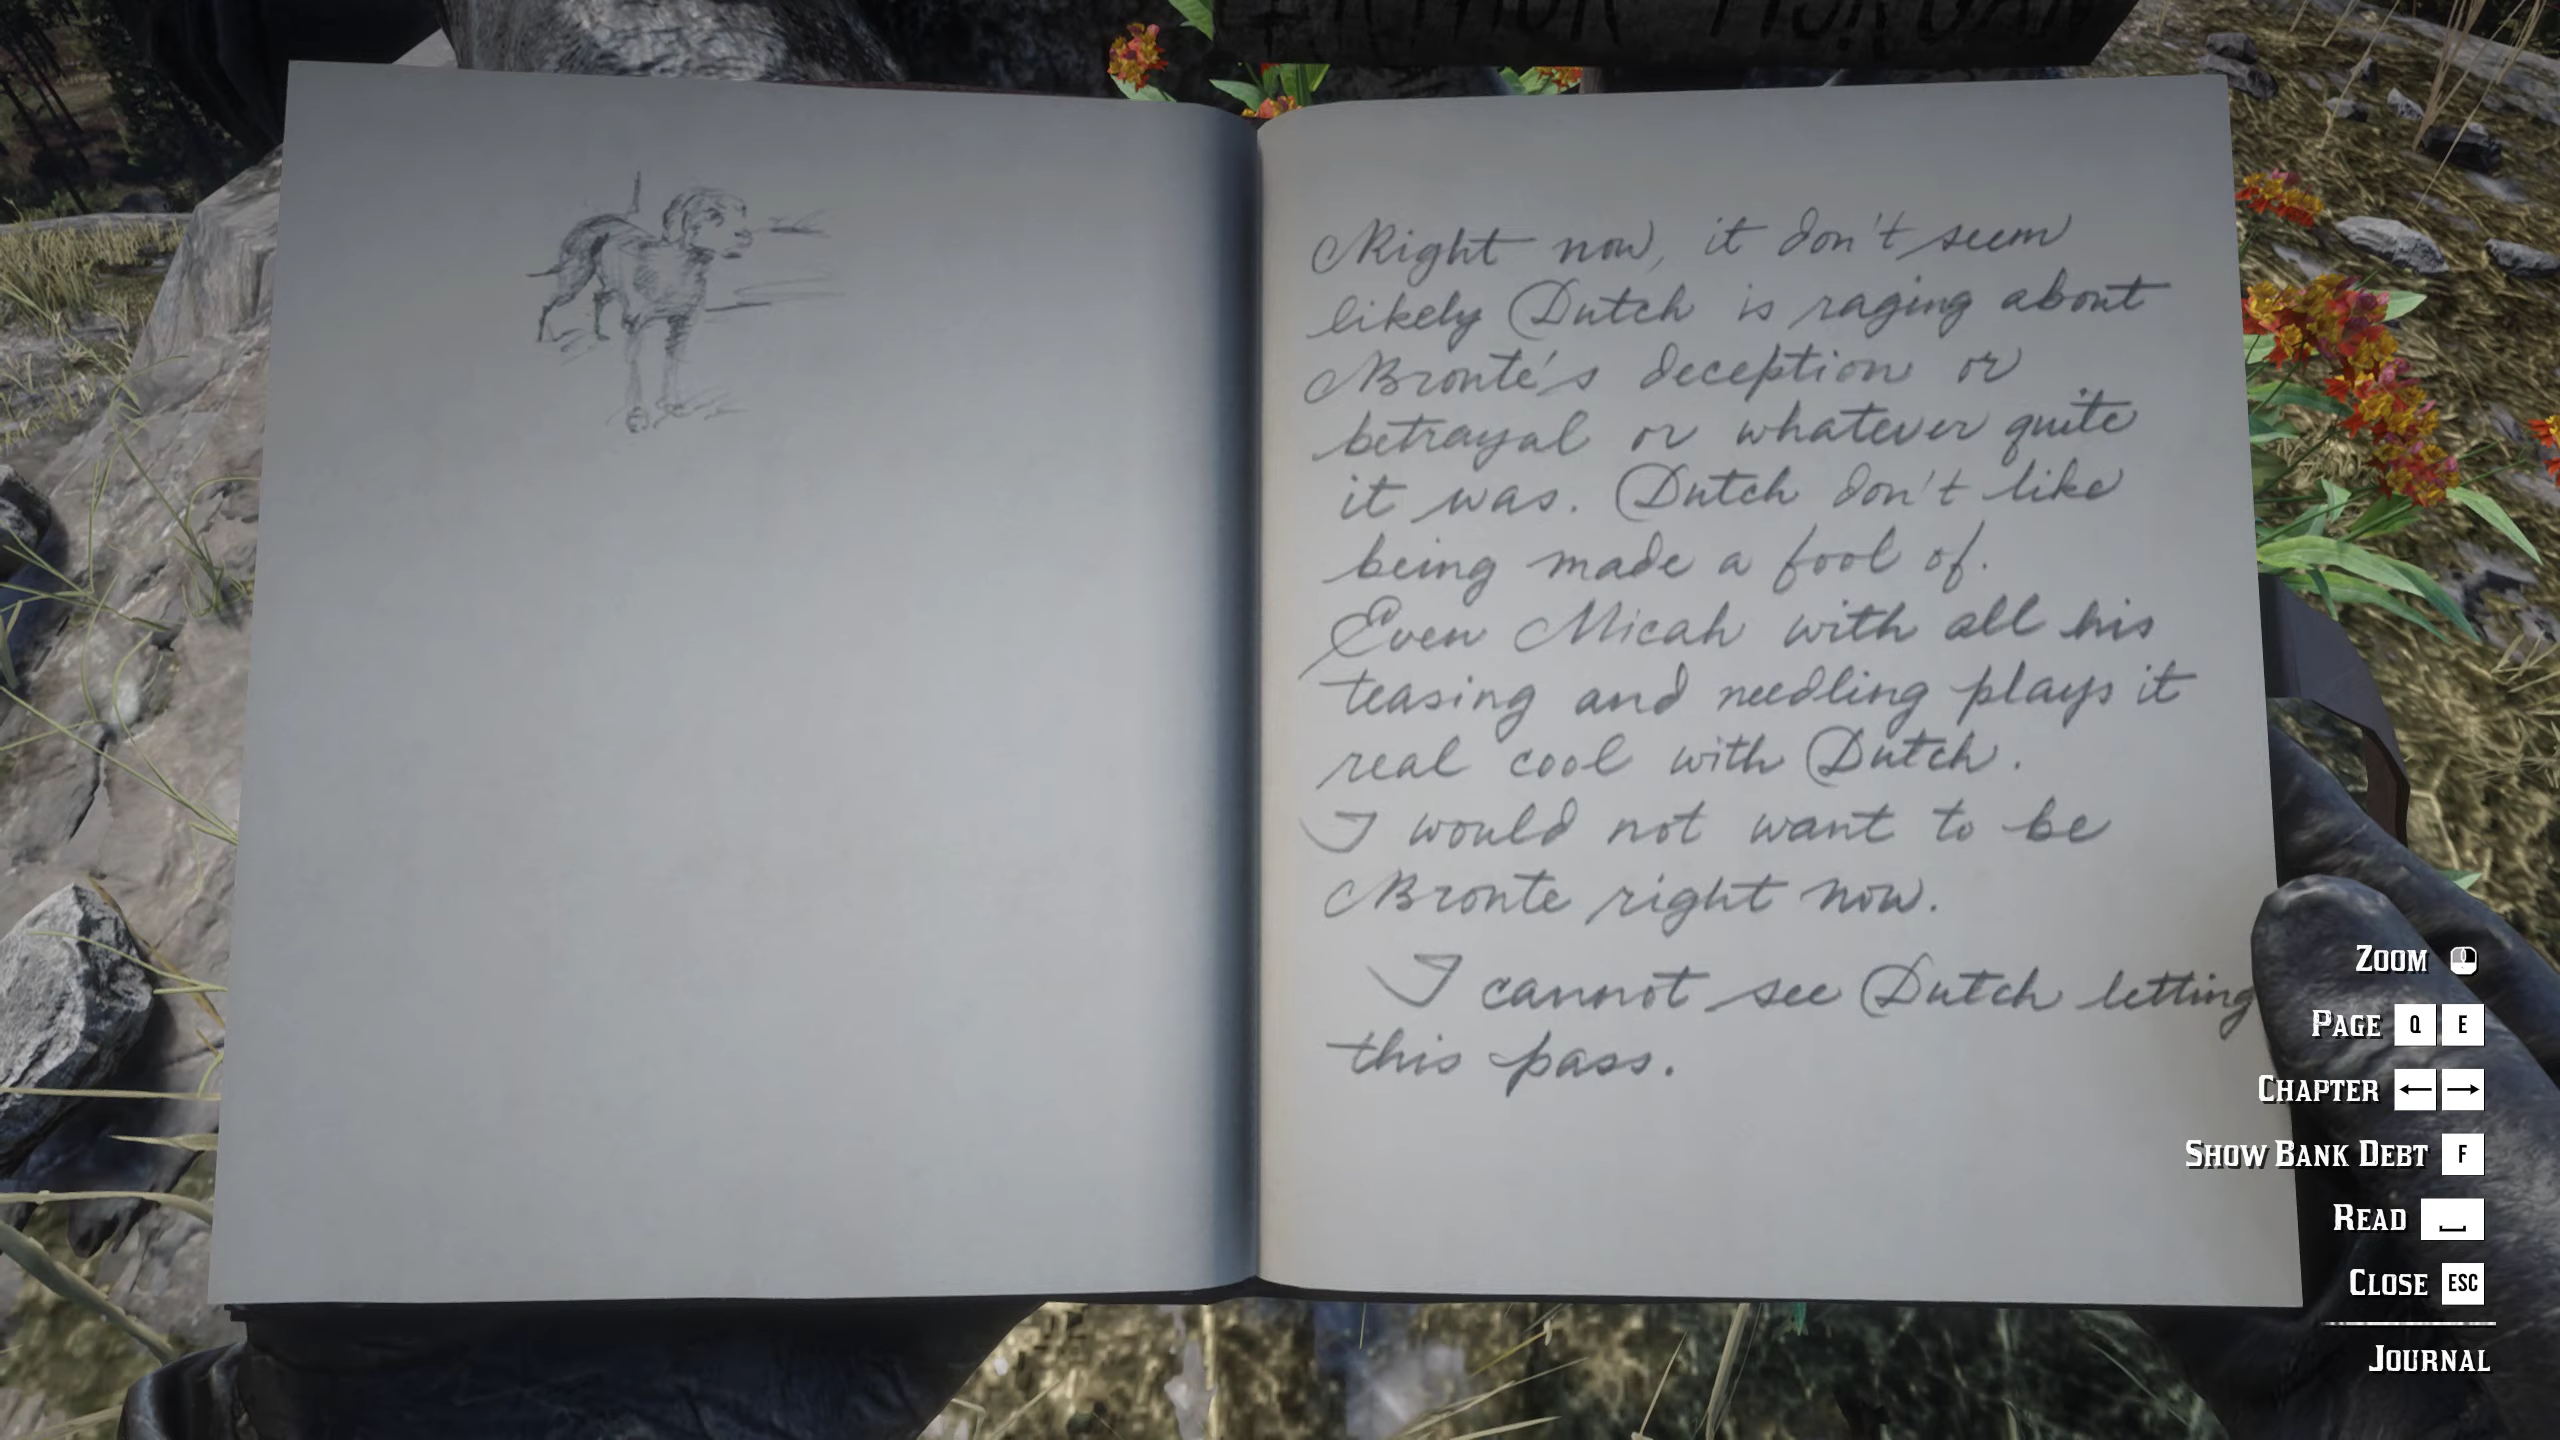 ARTHUR MORGAN
Right now, it don't seem
likely Dutch is raging about
Bronte's deception or
betrayal or whatever quite
it was. Dutch don't like
being made a fool of.
Even Micah with all his
teasing and needling plays it
real cool with Dutch.
I would not want to be
Bronte right now.
I cannot see Dutch letting
this pass.
ZOOM
PAGE Q E
CHAPTER ← →
SHOW BANK DEBT F
READ
CLOSE ESC
JOURNAL